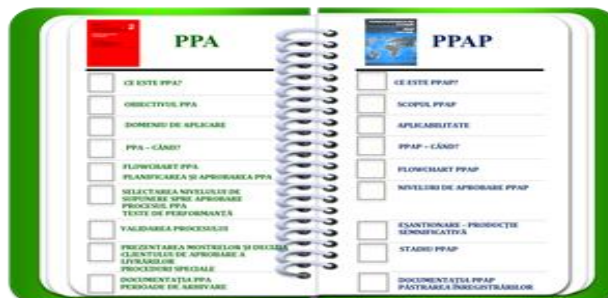 2
PPA
CE ESTE PPA?
OBIECTIVUL PPA
DOMENIU DE APLICARE
PPA – CÂND?
FLOWCHART PPA
PLANIFICAREA ȘI APROBAREA PPA
SELECTAREA NIVELULUI DE
SUPUNERE SPRE APROBARE
PROCESUL PPA
TESTE DE PERFORMANȚĂ
VALIDAREA PROCESULUI
PREZENTAREA MOSTRELOR ȘI DECIZIA
CLIENTULUI DE APROBARE A
LIVRĂRILOR
PROCEDURI SPECIALE
DOCUMENTAȚIA PPA
PERIOADE DE ARHIVARE
PPAP
CE ESTE PPAP?
SCOPUL PPAP
APLICABILITATE
PPAP – CÂND?
FLOWCHART PPAP
NIVELURI DE APROBARE PPAP
EȘANTIONARE – PRODUCȚIE
SEMNIFICATIVĂ
STADIU PPAP
DOCUMENTAȚIA PPAP
PĂSTRAREA ÎNREGISTRĂRILOR